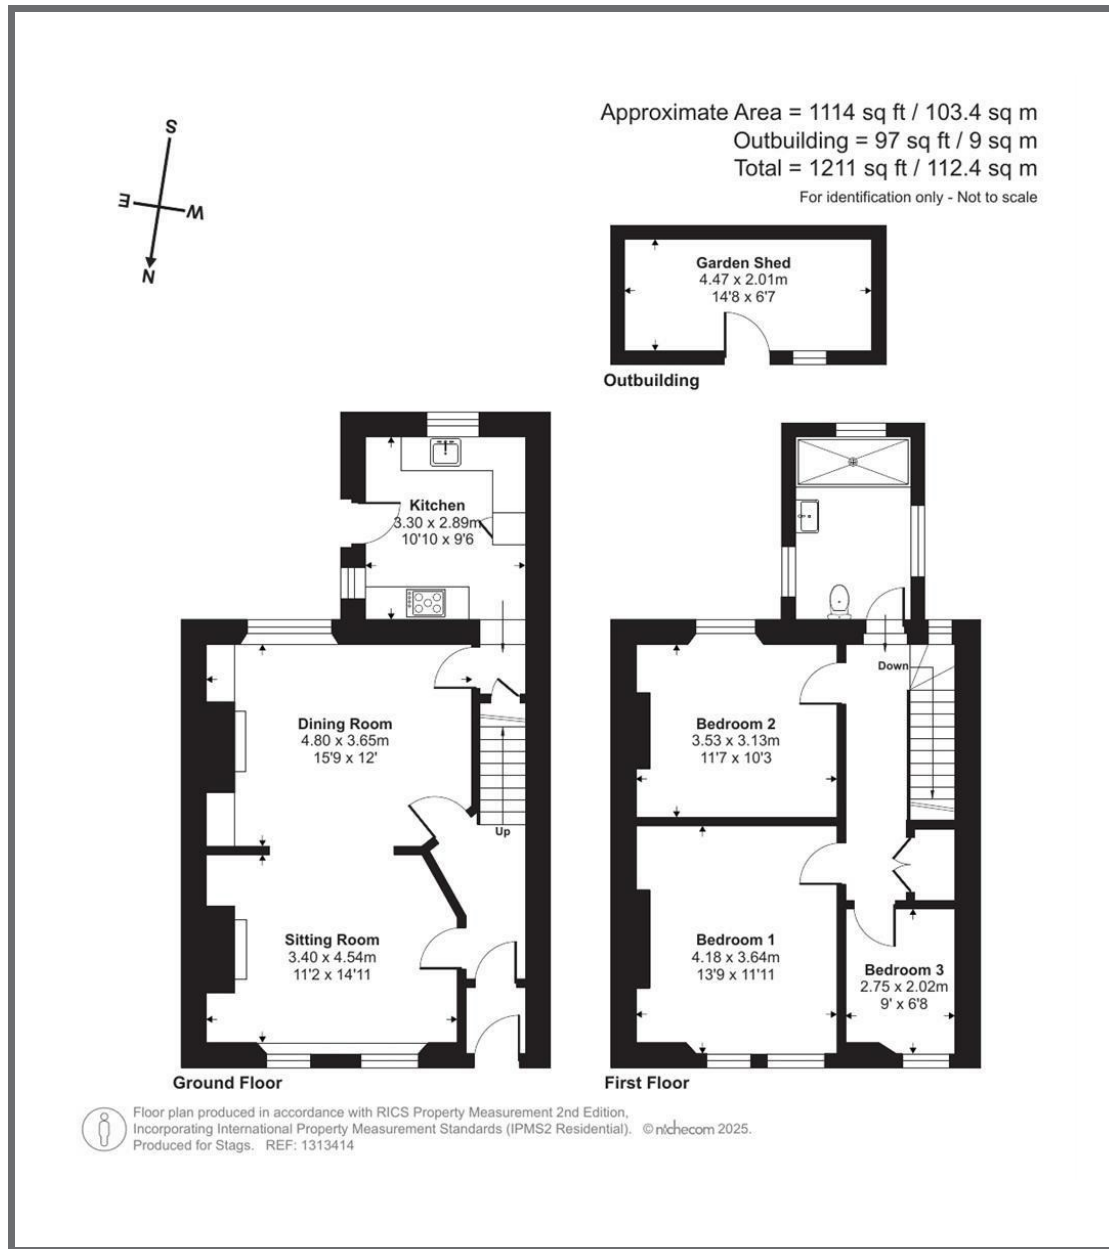 Approximate Area = 1114 sq ft / 103.4 sq m
Outbuilding = 97 sq ft / 9 sq m
Total = 1211 sq ft / 112.4 sq m
For identification only - Not to scale
S
E
W
N
Garden Shed
4.47 x 2.01m
14'8 x 6'7
Outbuilding
Kitchen
3.30 x 2.89m
10'10 x 9'6
Dining Room
4.80 x 3.65m
15'9 x 12'
Up
Sitting Room
3.40 x 4.54m
11'2 x 14'11
Ground Floor
Down
Bedroom 2
3.53 x 3.13m
11'7 x 10'3
Bedroom 1
4.18 x 3.64m
13'9 x 11'11
Bedroom 3
2.75 x 2.02m
9' x 6'8
First Floor
Floor plan produced in accordance with RICS Property Measurement 2nd Edition,
Incorporating International Property Measurement Standards (IPMS2 Residential). © nichecom 2025.
Produced for Stags. REF: 1313414